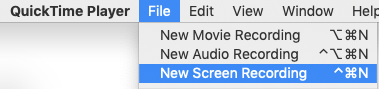 QuickTime Player File Edit View Window Help
New Movie Recording ⌥⌘N
New Audio Recording ^⌥⌘N
New Screen Recording ^⌘N